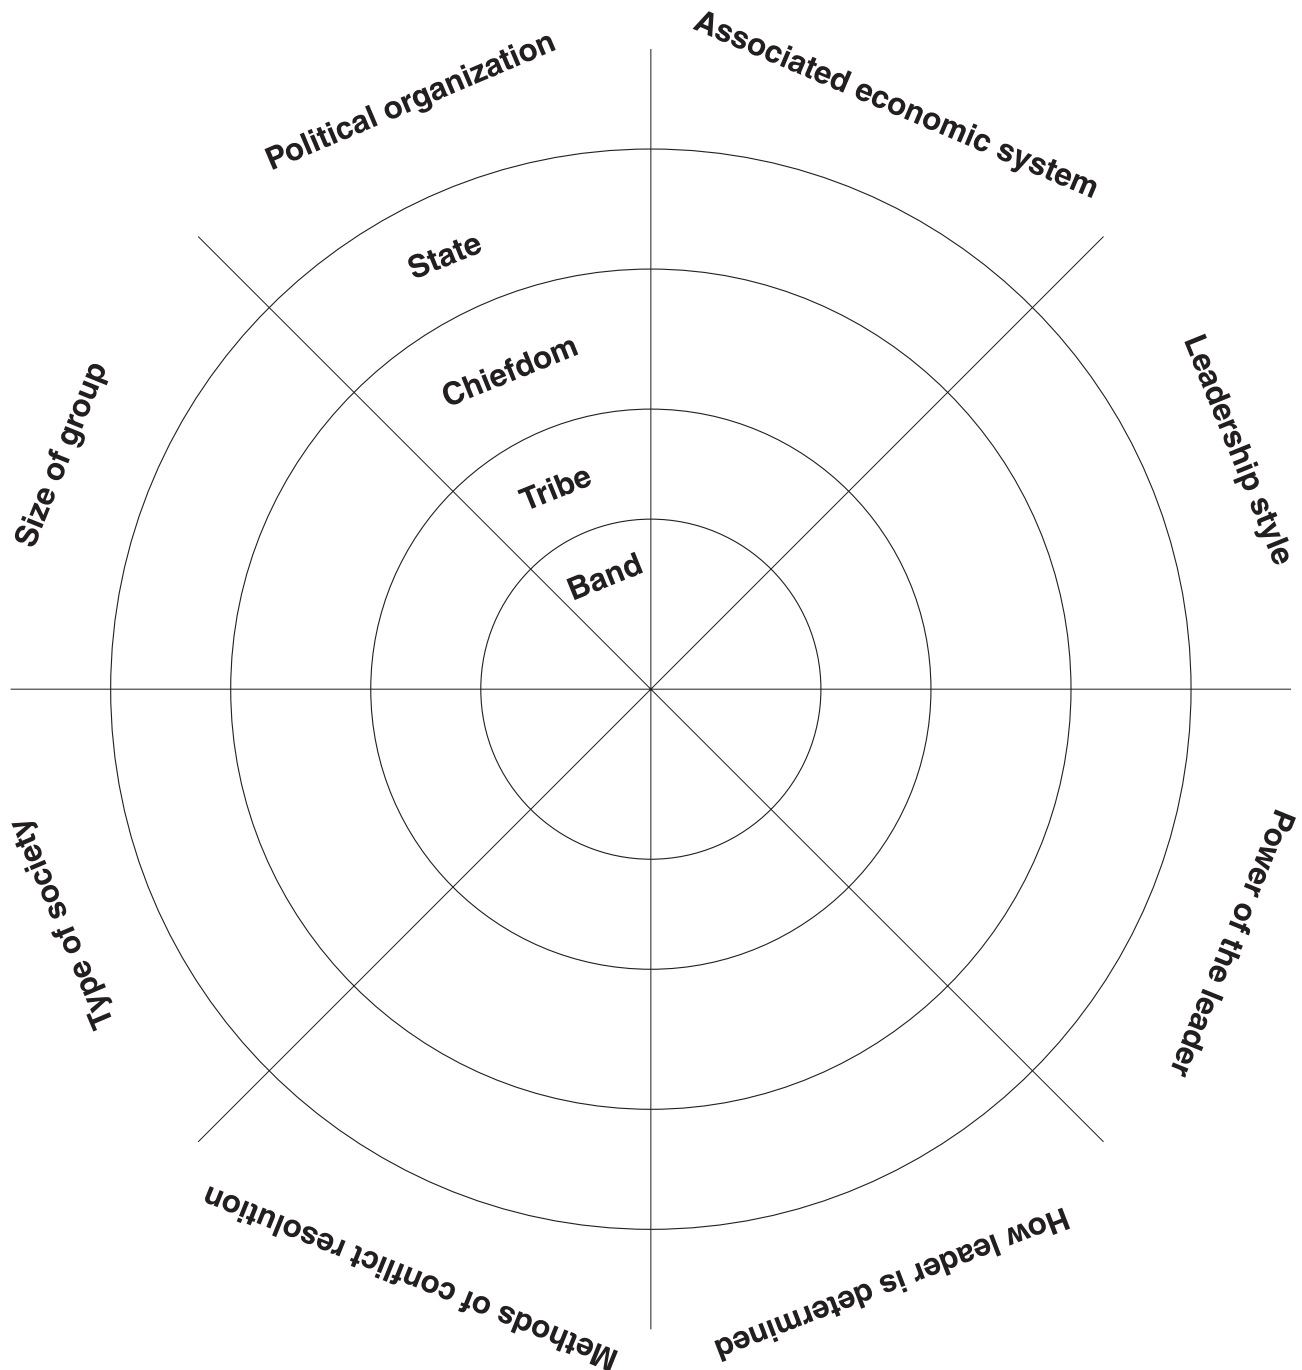 Political organization
Associated economic system
Leadership style
Power of the leader
How leader is determined
Methods of conflict resolution
Type of society
Size of group
State
Chiefdom
Tribe
Band